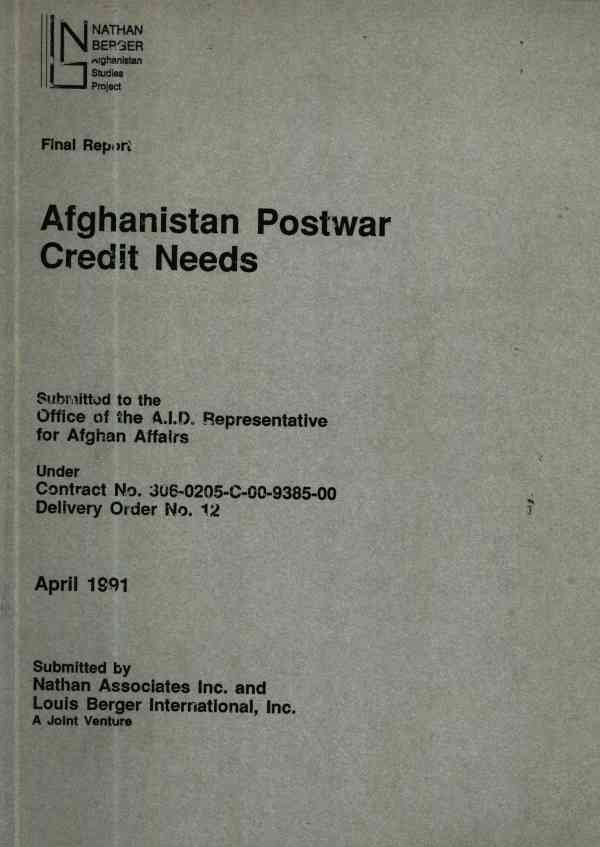 NATHAN
BERGER
Afghanistan
Studies
Project
Final Report
Afghanistan Postwar
Credit Needs
Submitted to the
Office of the A.I.D. Representative
for Afghan Affairs
Under
Contract No. 306-0205-C-00-9385-00
Delivery Order No. 12
April 1991
Submitted by
Nathan Associates Inc. and
Louis Berger International, Inc.
A Joint Venture